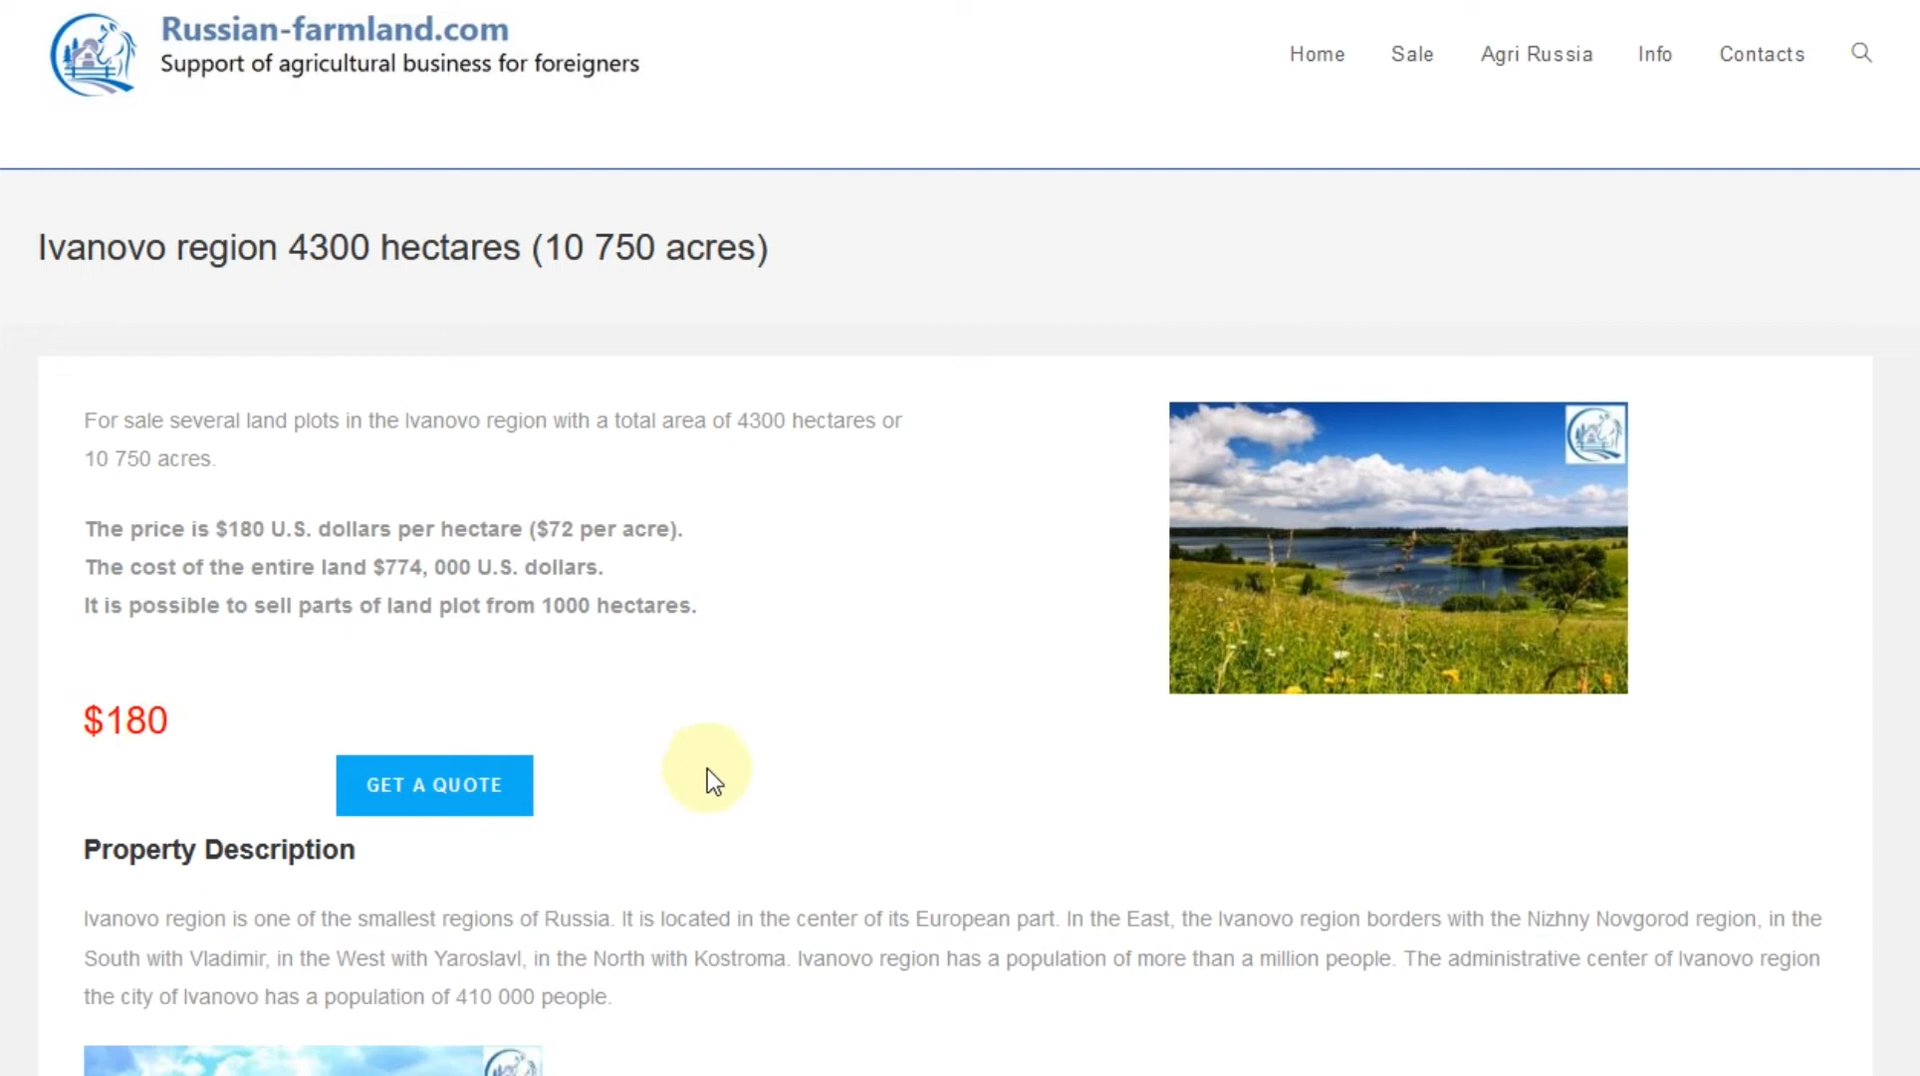 Russian-farmland.com
Support of agricultural business for foreigners
Home Sale Agri Russia Info Contacts
Ivanovo region 4300 hectares (10 750 acres)
For sale several land plots in the Ivanovo region with a total area of 4300 hectares or
10 750 acres.
The price is $180 U.S. dollars per hectare ($72 per acre).
The cost of the entire land $774, 000 U.S. dollars.
It is possible to sell parts of land plot from 1000 hectares.
$180
GET A QUOTE
Property Description
Ivanovo region is one of the smallest regions of Russia. It is located in the center of its European part. In the East, the Ivanovo region borders with the Nizhny Novgorod region, in the
South with Vladimir, in the West with Yaroslavl, in the North with Kostroma. Ivanovo region has a population of more than a million people. The administrative center of Ivanovo region
the city of Ivanovo has a population of 410 000 people.